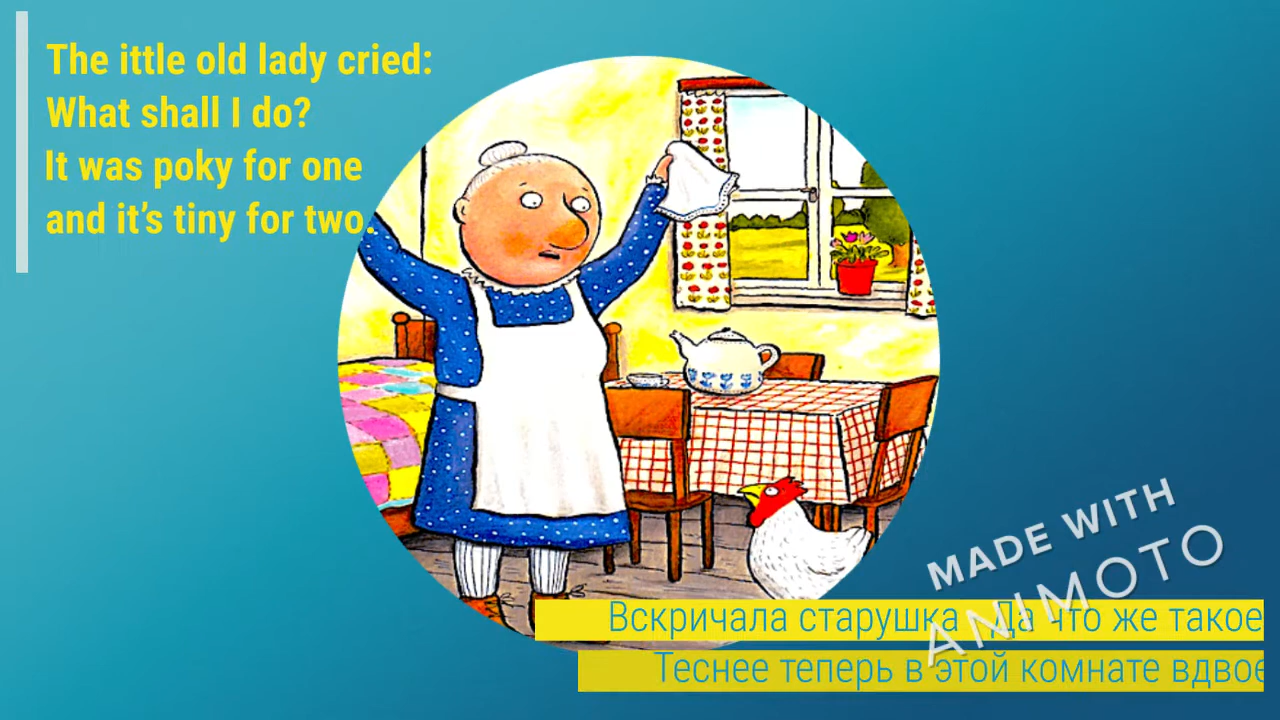 The ittle old lady cried:
What shall I do?
It was poky for one
and it's tiny for two.
MADE WITH
ANIMOTO
Вскричала старушка Да что же такое
Теснее теперь в этой комнате вдвое